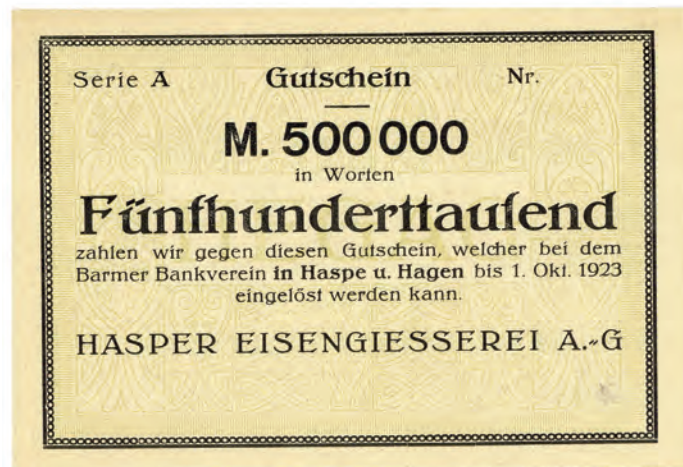 Serie A Gutschein Nr.
M. 500 000
in Worten
Fünfhunderttauſend
zahlen wir gegen diesen Gutschein, welcher bei dem
Barmer Bankverein in Haspe u. Hagen bis 1. Okt. 1923
eingelöst werden kann.
HASPER EISENGIESSEREI A.-G